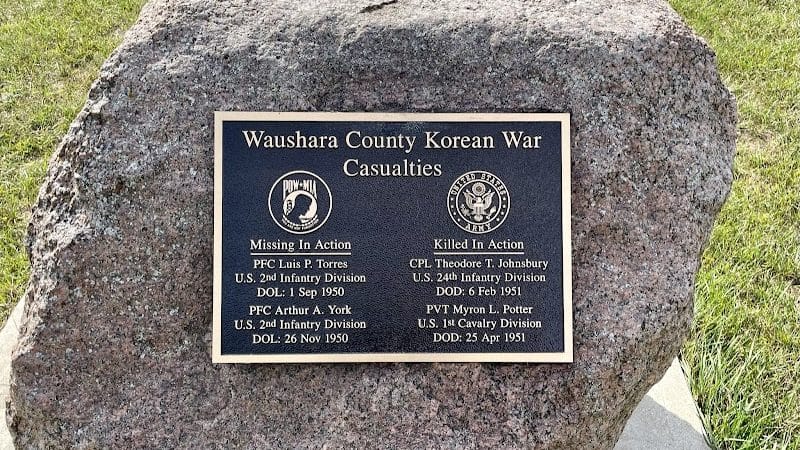 Waushara County Korean War
Casualties
POW★MIA
UNITED STATES
ARMY
Missing In Action
PFC Luis P. Torres
U.S. 2nd Infantry Division
DOL: 1 Sep 1950
PFC Arthur A. York
U.S. 2nd Infantry Division
DOL: 26 Nov 1950
Killed In Action
CPL Theodore T. Johnsbury
U.S. 24th Infantry Division
DOD: 6 Feb 1951
PVT Myron L. Potter
U.S. 1st Cavalry Division
DOD: 25 Apr 1951